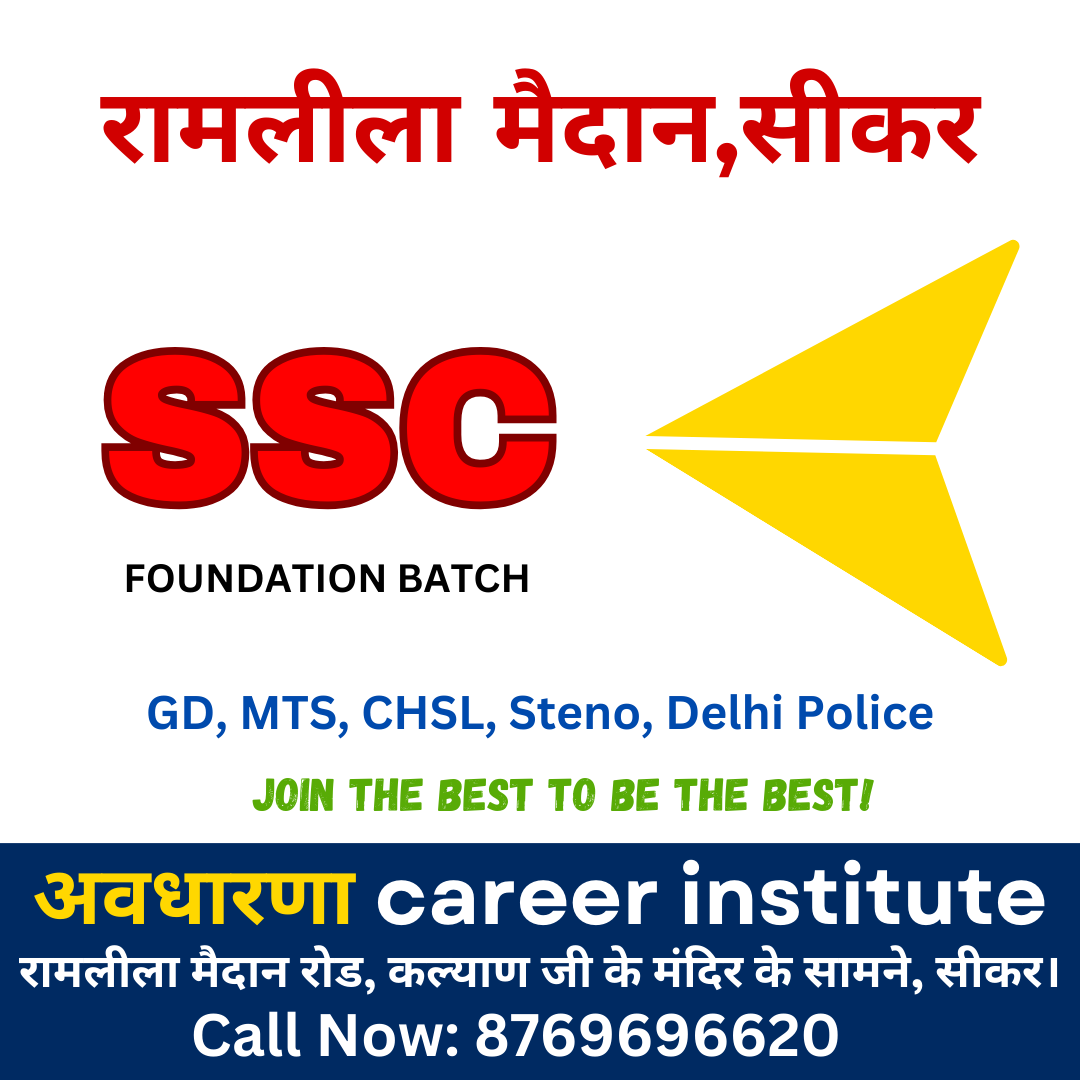 रामलीला मैदान,सीकर
SSC
FOUNDATION BATCH
GD, MTS, CHSL, Steno, Delhi Police
JOIN THE BEST TO BE THE BEST!
अवधारणा career institute
रामलीला मैदान रोड, कल्याण जी के मंदिर के सामने, सीकर।
Call Now: 8769696620